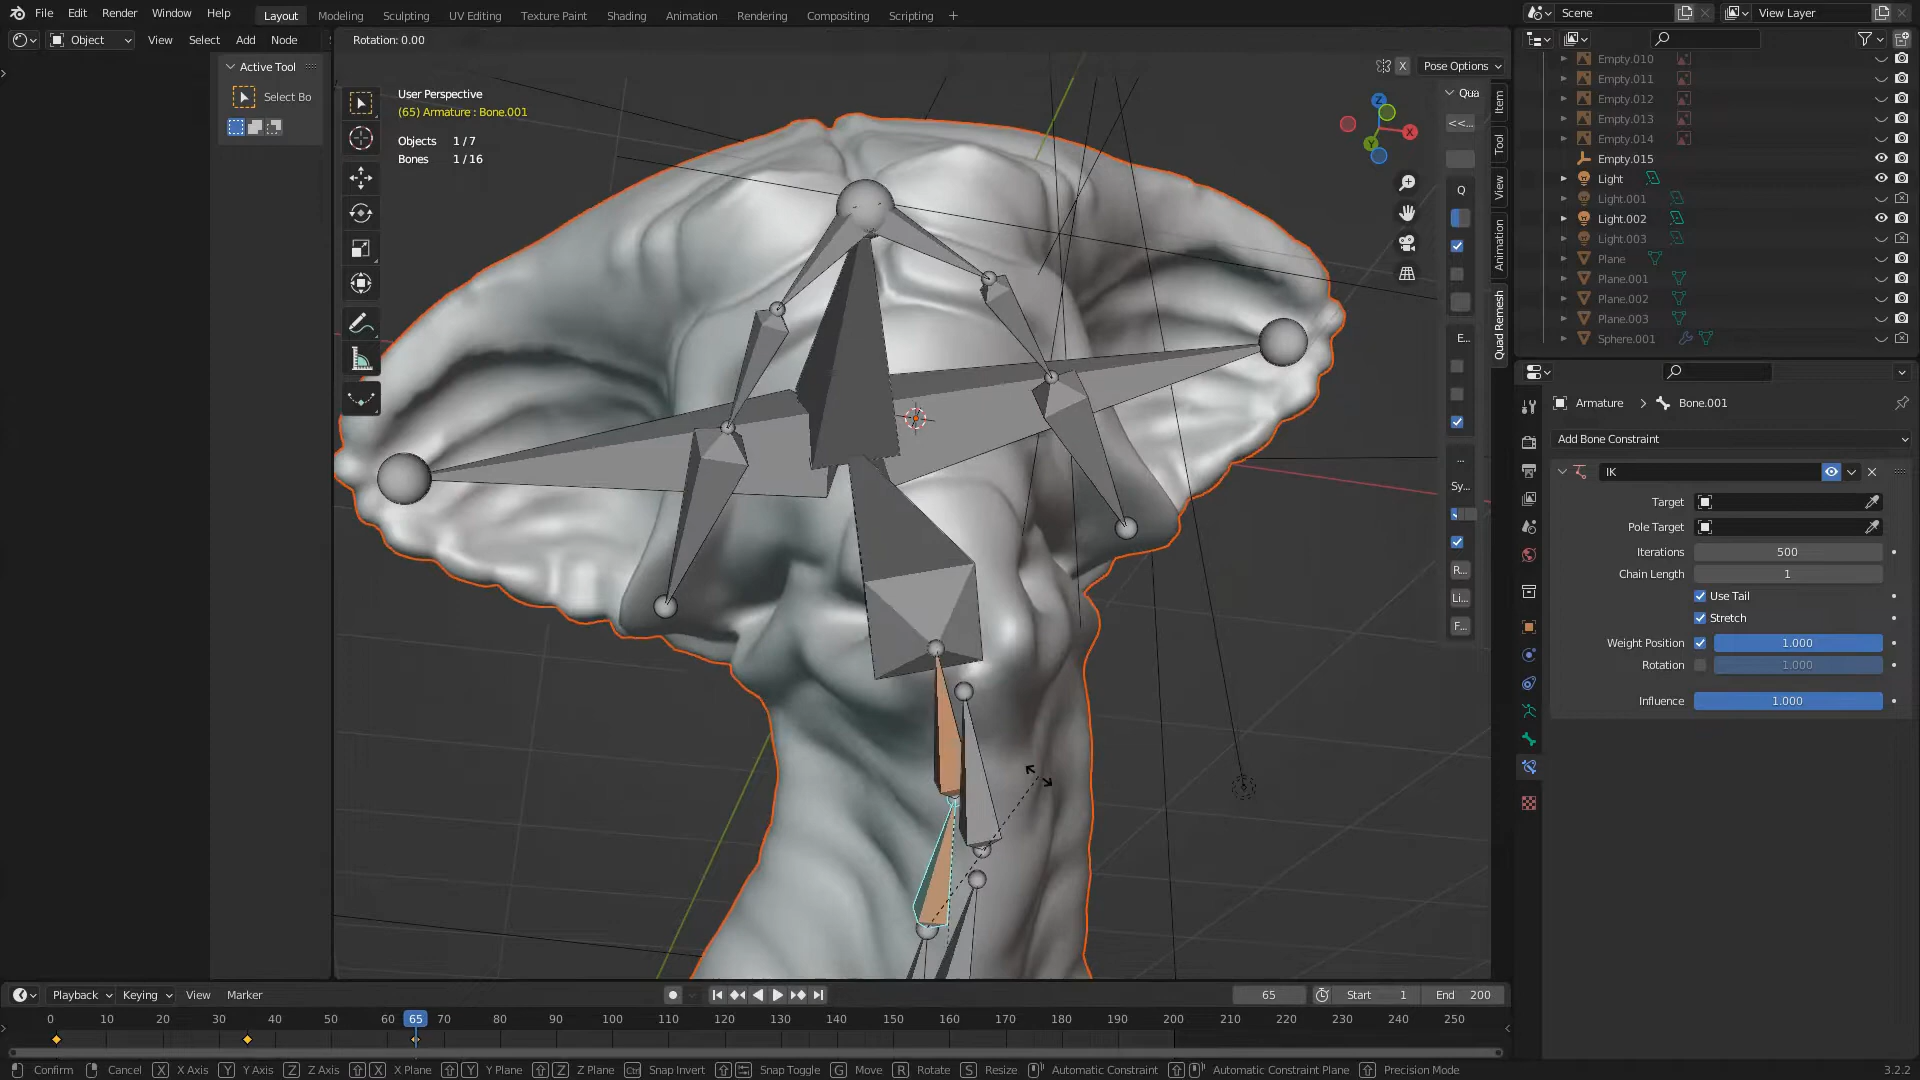 File Edit Render Window Help
Layout Modeling Sculpting UV Editing Texture Paint Shading Animation Rendering Compositing Scripting +
Scene
View Layer
Object View Select Add Node
Rotation: 0.00
Active Tool
Select Bo
X Pose Options
User Perspective
(65) Armature : Bone.001
Objects 1/7
Bones 1/16
Z
X
Y
Qua
<<...
Q
E...
...
Sy...
R...
Li...
F...
Item
Tool
View
Animation
Quad Remesh
Empty.010
Empty.011
Empty.012
Empty.013
Empty.014
Empty.015
Light
Light.001
Light.002
Light.003
Plane
Plane.001
Plane.002
Plane.003
Sphere.001
Armature > Bone.001
Add Bone Constraint
IK
Target
Pole Target
Iterations 500
Chain Length 1
Use Tail
Stretch
Weight Position 1.000
Rotation 1.000
Influence 1.000
Playback Keying View Marker
65 Start 1 End 200
0 10 20 30 40 50 60 65 70 80 90 100 110 120 130 140 150 160 170 180 190 200 210 220 230 240 250
Confirm Cancel X X Axis Y Y Axis Z Z Axis X X Plane Y Y Plane Z Z Plane Ctrl Snap Invert Snap Toggle G Move R Rotate S Resize Automatic Constraint Automatic Constraint Plane Precision Mode
3.2.2